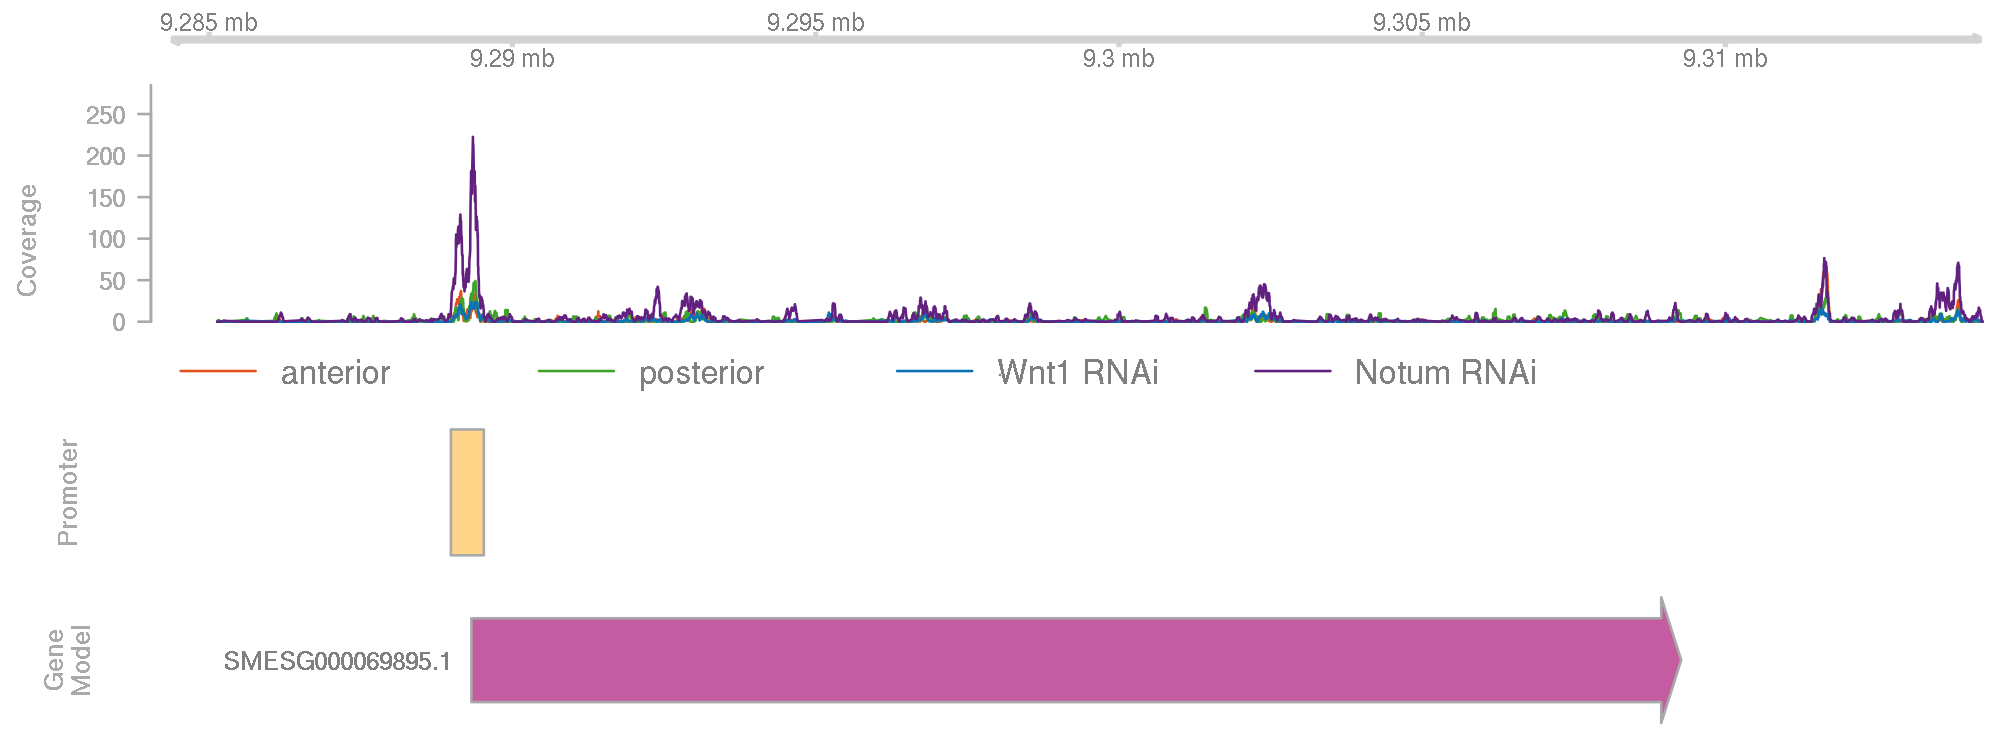 9.285 mb 9.295 mb 9.305 mb
9.29 mb 9.3 mb 9.31 mb
250
200
150
100
50
0
Coverage
anterior posterior Wnt1 RNAi Notum RNAi
Promoter
Gene
Model
SMESG000069895.1